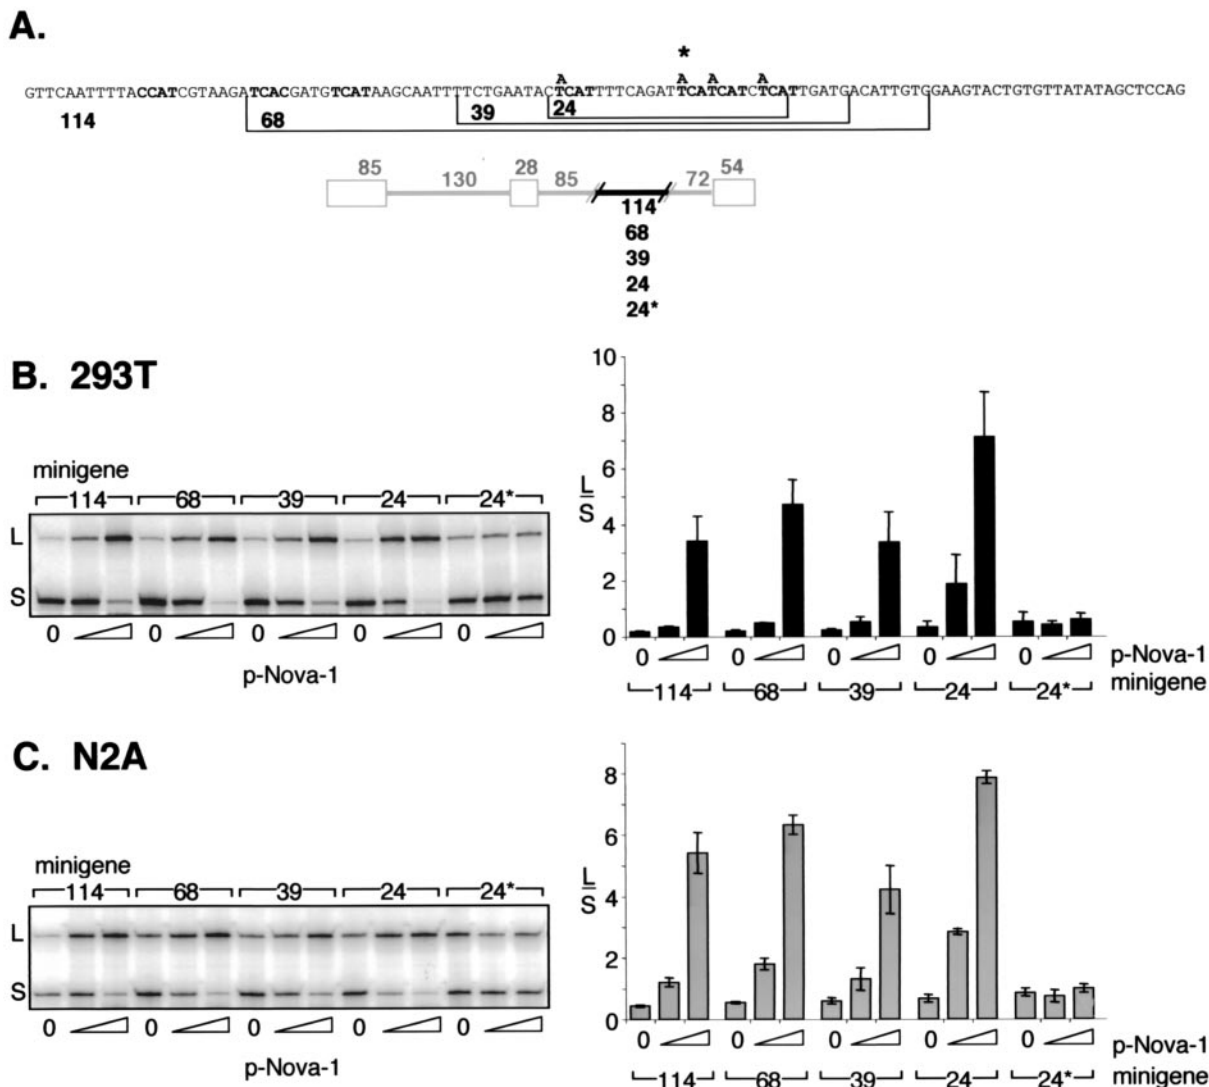 A.
*
A A A A
GTTCAATTTTACCATCGTAAGATCACGATGTCATAAGCAATTTTCTGAATACTCATTTTCAGATTCATCATCTCATTGATGACATTGTGGAAGTACTGTGTTATATAGCTCCAG
114 68 39 24
85 130 28 85 72 54
114
68
39
24
24*
B. 293T
minigene
114 68 39 24 24*
L
S
0 0 0 0 0
p-Nova-1
10
8
6
4
2
0
L
S
0 0 0 0 0 p-Nova-1
114 68 39 24 24* minigene
C. N2A
minigene
114 68 39 24 24*
L
S
0 0 0 0 0
p-Nova-1
8
6
4
2
0
L
S
0 0 0 0 0 p-Nova-1
114 68 39 24 24* minigene